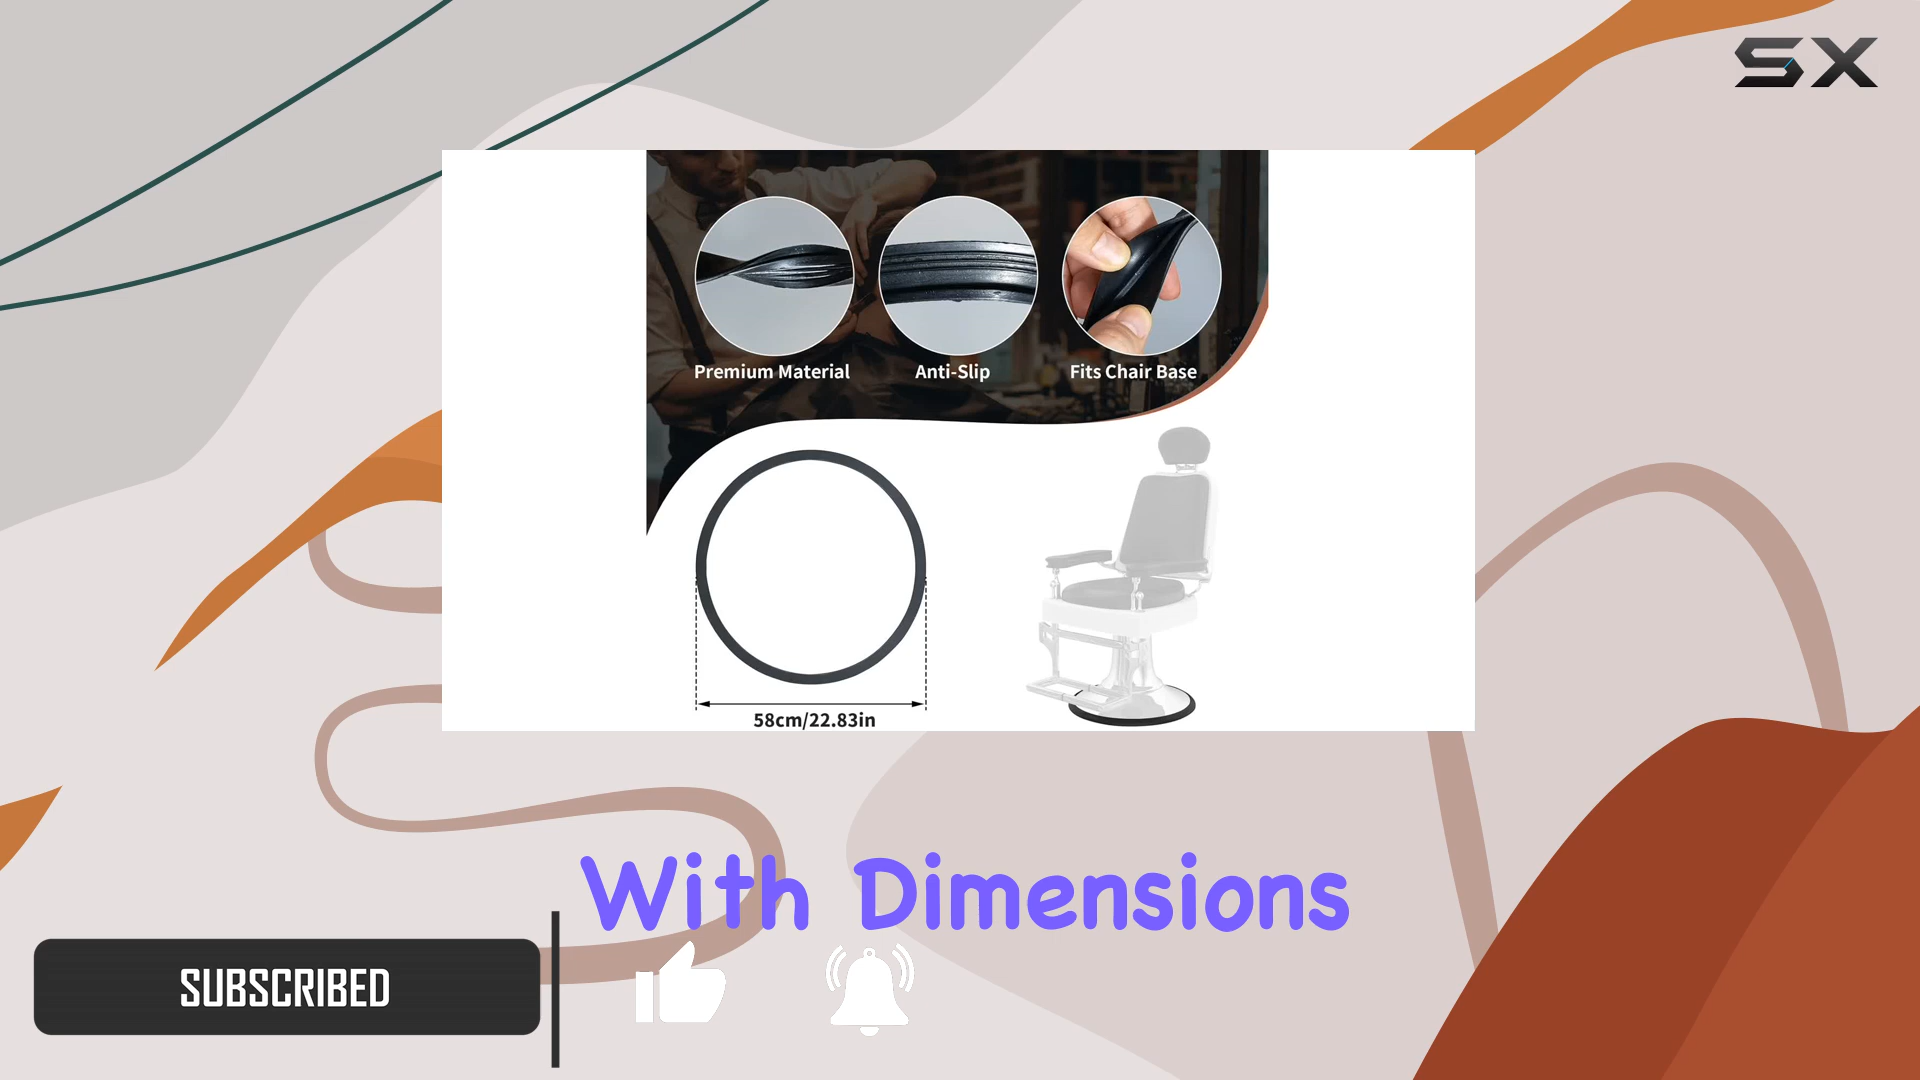 SX
Premium Material
Anti-Slip
Fits Chair Base
58cm/22.83in
With Dimensions
SUBSCRIBED